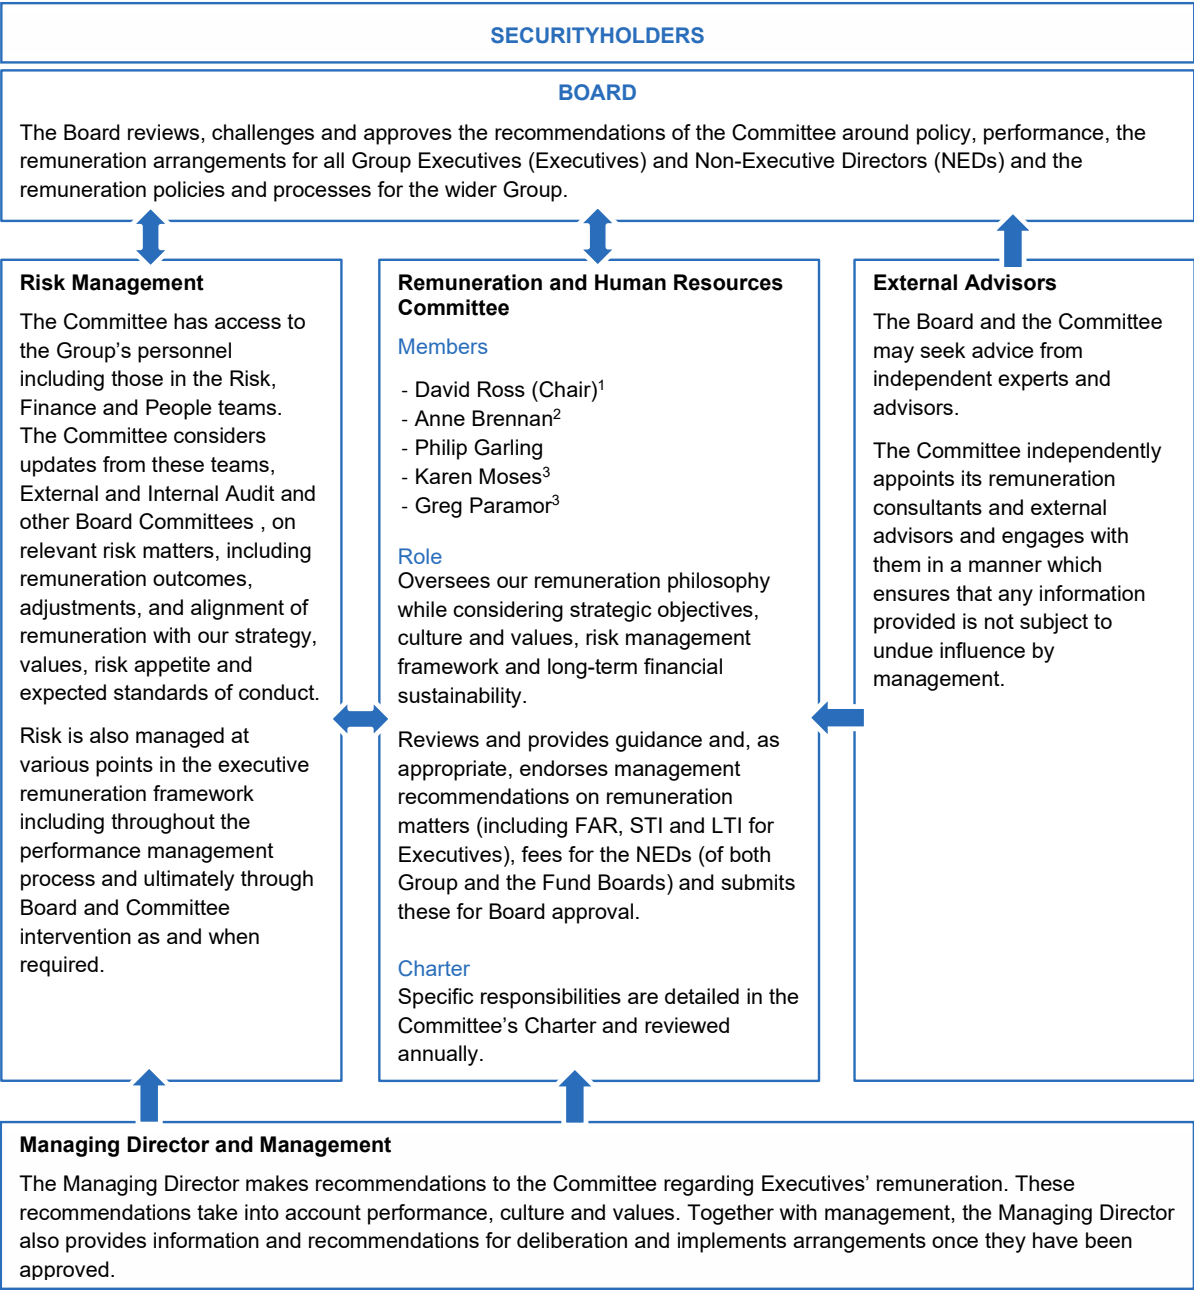 SECURITYHOLDERS
BOARD
The Board reviews, challenges and approves the recommendations of the Committee around policy, performance, the
remuneration arrangements for all Group Executives (Executives) and Non-Executive Directors (NEDs) and the
remuneration policies and processes for the wider Group.
Risk Management
The Committee has access to
the Group’s personnel
including those in the Risk,
Finance and People teams.
The Committee considers
updates from these teams,
External and Internal Audit and
other Board Committees , on
relevant risk matters, including
remuneration outcomes,
adjustments, and alignment of
remuneration with our strategy,
values, risk appetite and
expected standards of conduct.
Risk is also managed at
various points in the executive
remuneration framework
including throughout the
performance management
process and ultimately through
Board and Committee
intervention as and when
required.
Remuneration and Human Resources
Committee
Members
- David Ross (Chair)¹
- Anne Brennan²
- Philip Garling
- Karen Moses³
- Greg Paramor³
Role
Oversees our remuneration philosophy
while considering strategic objectives,
culture and values, risk management
framework and long-term financial
sustainability.
Reviews and provides guidance and, as
appropriate, endorses management
recommendations on remuneration
matters (including FAR, STI and LTI for
Executives), fees for the NEDs (of both
Group and the Fund Boards) and submits
these for Board approval.
Charter
Specific responsibilities are detailed in the
Committee’s Charter and reviewed
annually.
External Advisors
The Board and the Committee
may seek advice from
independent experts and
advisors.
The Committee independently
appoints its remuneration
consultants and external
advisors and engages with
them in a manner which
ensures that any information
provided is not subject to
undue influence by
management.
Managing Director and Management
The Managing Director makes recommendations to the Committee regarding Executives’ remuneration. These
recommendations take into account performance, culture and values. Together with management, the Managing Director
also provides information and recommendations for deliberation and implements arrangements once they have been
approved.